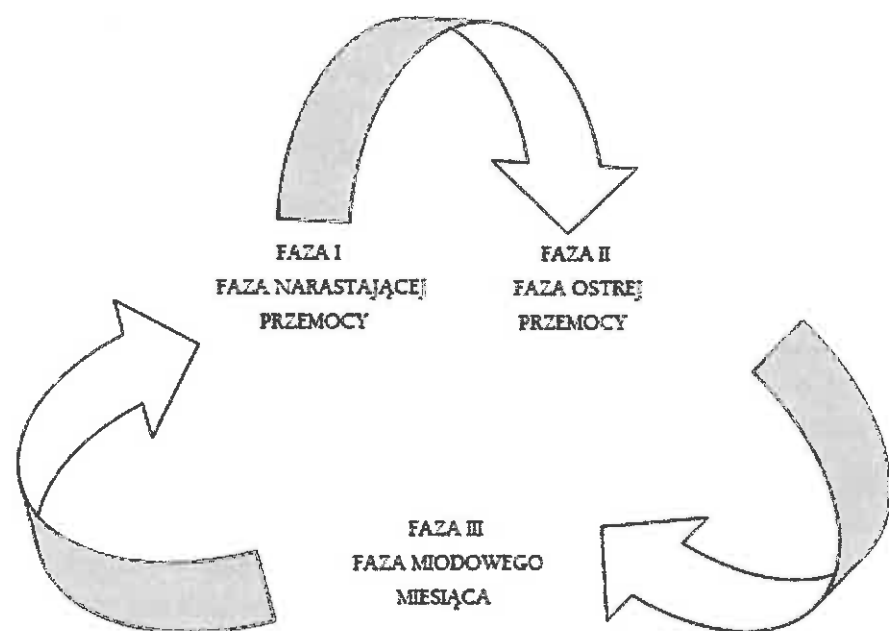 FAZA I
FAZA NARASTAJĄCEJ
PRZEMOCY
FAZA II
FAZA OSTREJ
PRZEMOCY
FAZA III
FAZA MIODOWEGO
MIESIĄCA